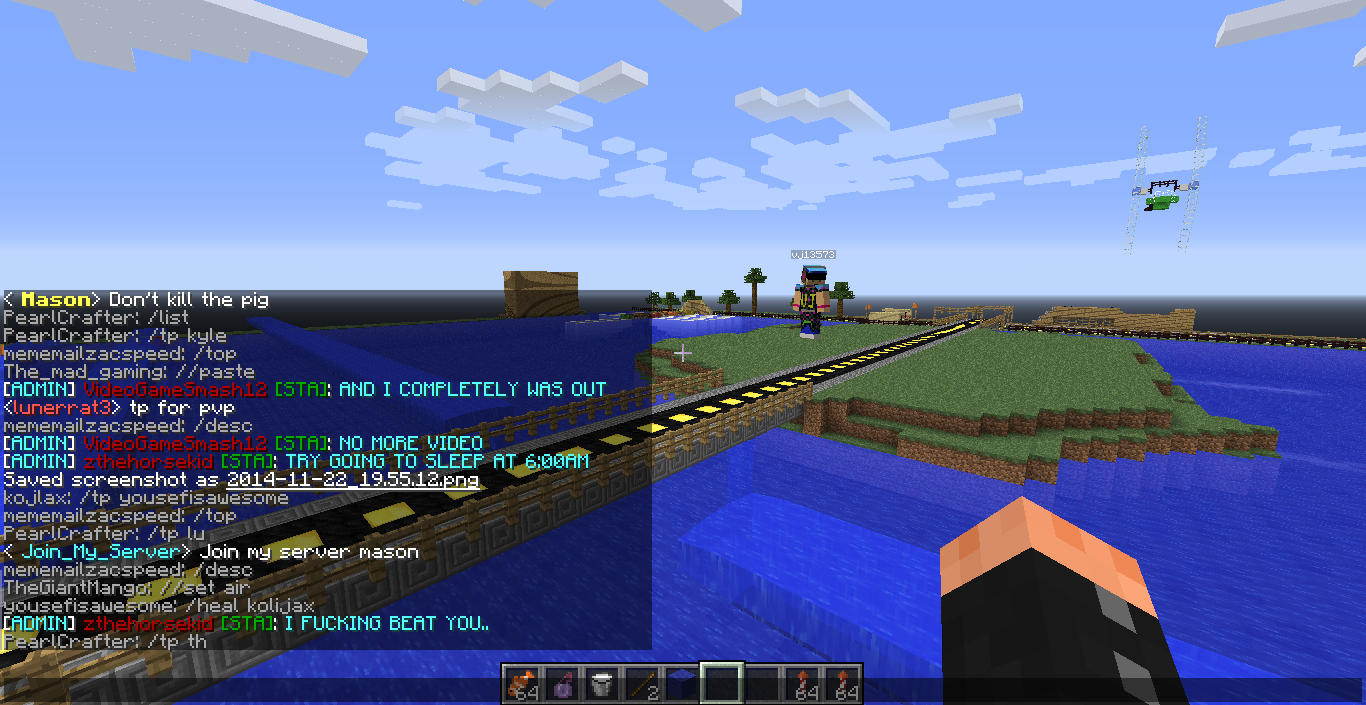 vj13573
< Mason> Don't kill the pig
PearlCrafter: /list
PearlCrafter: /tp kyle
mememailzacspeed: /top
The_mad_gaming: //paste
[ADMIN] VideoGameSmash12 [STA]: AND I COMPLETELY WAS OUT
<lunerrat3> tp for pvp
mememailzacspeed: /desc
[ADMIN] VideoGameSmash12 [STA]: NO MORE VIDEO
[ADMIN] zthehorsekid [STA]: TRY GOING TO SLEEP AT 6:00AM
Saved screenshot as 2014-11-22_19.55.12.png
kojlax: /tp yousefisawesome
mememailzacspeed: /top
PearlCrafter: /tp lu
< Join_My_Server> Join my server mason
mememailzacspeed: /desc
TheGiantMango: //set air
yousefisawesome: /heal kolijax
[ADMIN] zthehorsekid [STA]: I FUCKING BEAT YOU..
PearlCrafter: /tp th
64 2 64 64